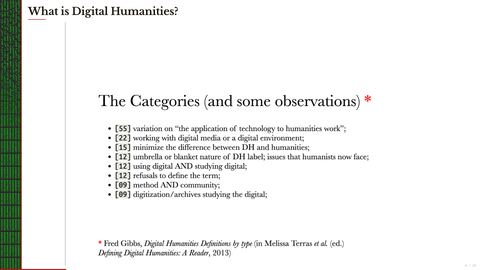 What is Digital Humanities?
The Categories (and some observations) *
• [55] variation on “the application of technology to humanities work”;
• [22] working with digital media or a digital environment;
• [15] minimize the difference between DH and humanities;
• [12] umbrella or blanket nature of DH label; issues that humanists now face;
• [12] using digital AND studying digital;
• [12] refusals to define the term;
• [09] method AND community;
• [09] digitization/archives studying the digital;
* Fred Gibbs, Digital Humanities Definitions by type (in Melissa Terras et al. (ed.)
Defining Digital Humanities: A Reader, 2013)